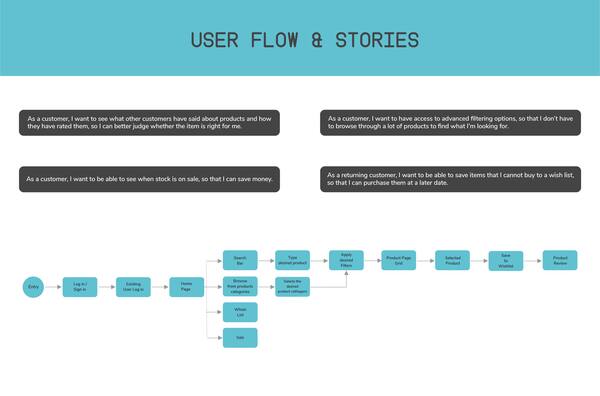 USER FLOW & STORIES
As a customer, I want to see what other customers have said about products and how
they have rated them, so I can better judge whether the item is right for me.
As a customer, I want to have access to advanced filtering options, so that I don't have
to browse through a lot of products to find what I'm looking for.
As a customer, I want to be able to see when stock is on sale, so that I can save money.
As a returning customer, I want to be able to save items that I cannot buy to a wish list,
so that I can purchase them at a later date.
Entry
Log in /
Sign in
Existing
User Log in
Home
Page
Search
Bar
Type
desired product
Apply
desired
Filters
Product Page
Grid
Selected
Product
Save
to
Wishlist
Product
Review
Browse
from products
categories
Selects the
desired
product category
List
Sale